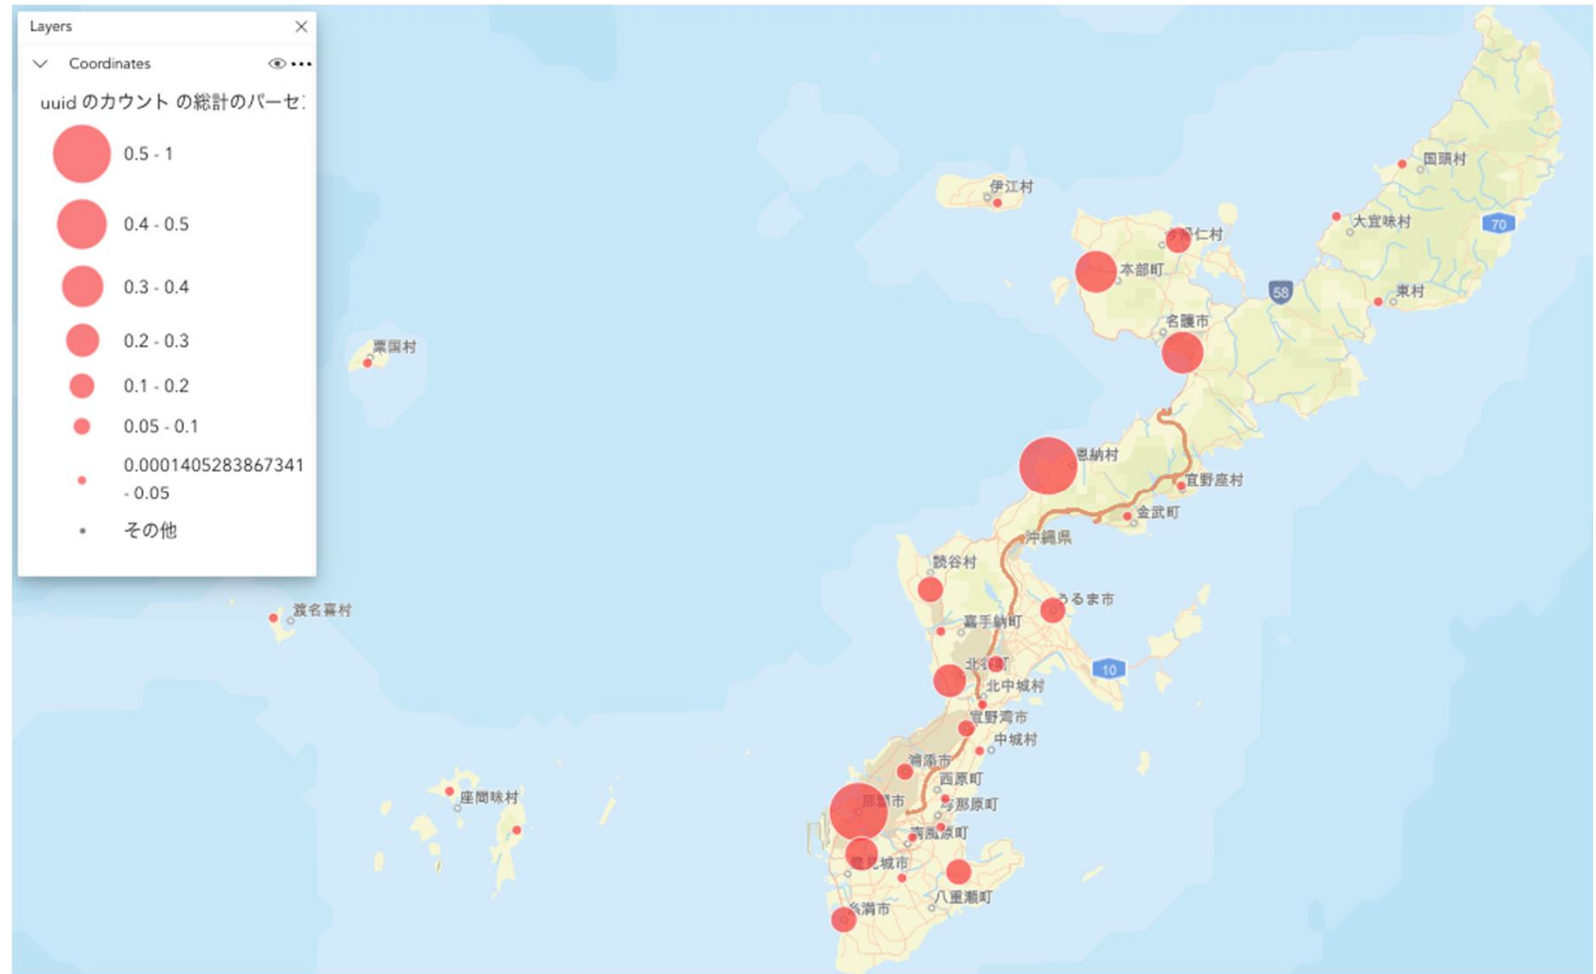 Layers
Coordinates
uuid のカウント の総計のパーセ
0.5 - 1
0.4 - 0.5
0.3 - 0.4
0.2 - 0.3
0.1 - 0.2
0.05 - 0.1
0.0001405283867341
- 0.05
その他
国頭村
伊江村
大宜味村
70
今帰仁村
本部町
58
東村
名護市
粟国村
恩納村
宜野座村
金武町
沖縄県
読谷村
うるま市
渡名喜村
嘉手納町
北谷町
10
北中城村
宜野湾市
中城村
浦添市
西原町
座間味村
那覇市
与那原町
南風原町
豊見城市
八重瀬町
糸満市